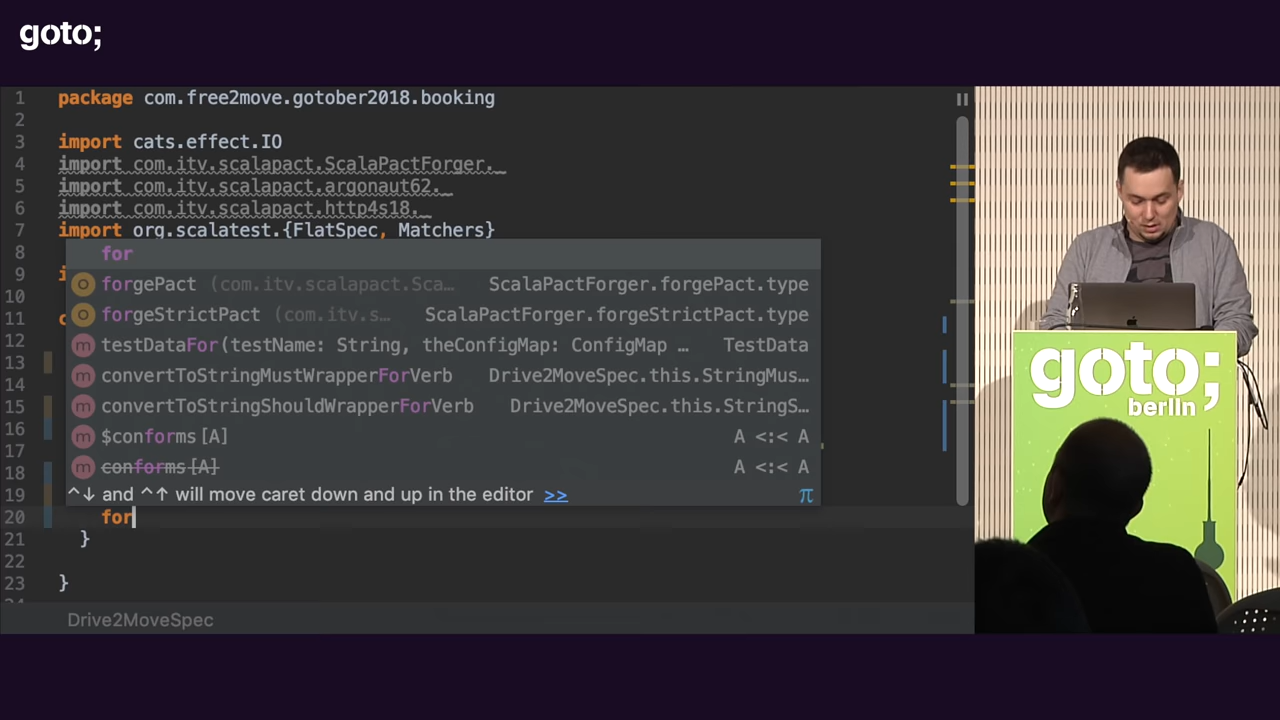 goto;
1 package com.free2move.gotober2018.booking
2
3 import cats.effect.IO
4 import com.itv.scalapact.ScalaPactForger._
5 import com.itv.scalapact.argonaut62._
6 import com.itv.scalapact.http4s18._
7 import org.scalatest.{FlatSpec, Matchers}
8 for
9 forgePact (com.itv.scalapact.Sca… ScalaPactForger.forgePact.type
10 forgeStrictPact (com.itv.s… ScalaPactForger.forgeStrictPact.type
11
12 testDataFor(testName: String, theConfigMap: ConfigMap … TestData
13 convertToStringMustWrapperForVerb Drive2MoveSpec.this.StringMus…
14
15 convertToStringShouldWrapperForVerb Drive2MoveSpec.this.StringS…
16 $conforms[A] A <:< A
17
18 conforms[A] A <:< A
19 ^↓ and ^↑ will move caret down and up in the editor >> π
20 for
21 }
22
23 }
Drive2MoveSpec
goto;
berlin